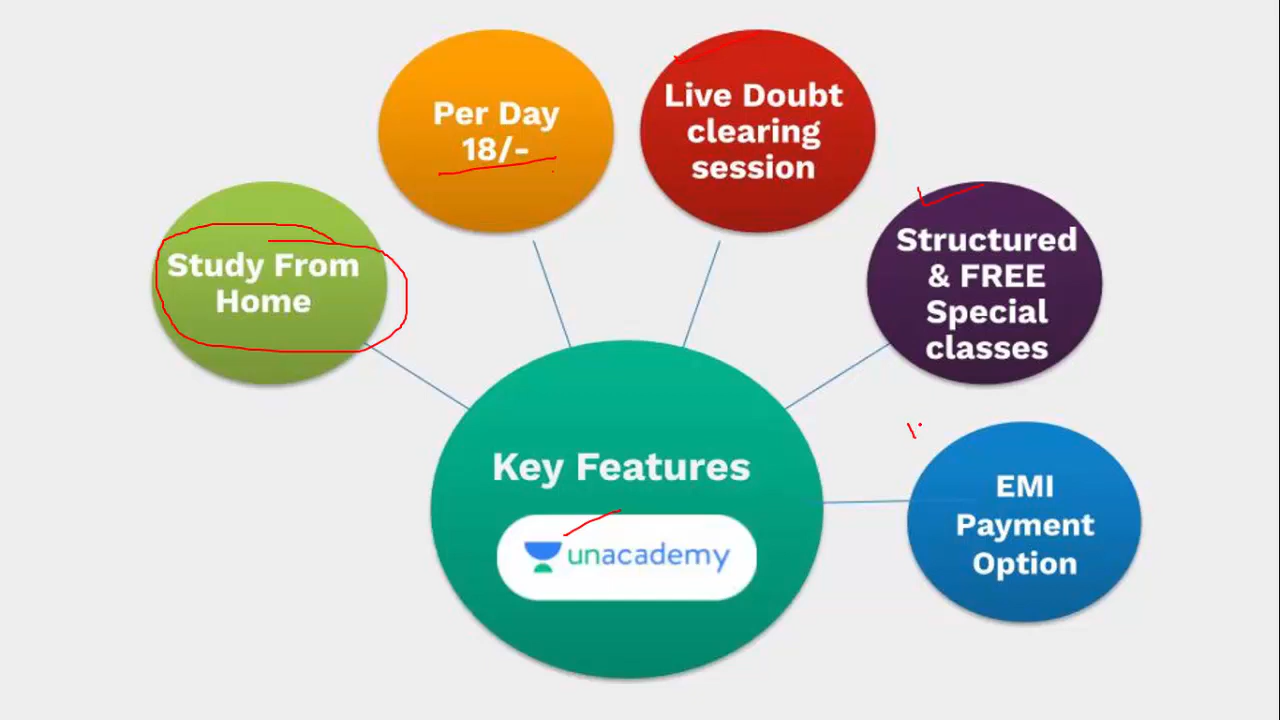 Per Day
18/-
Live Doubt
clearing
session
Study From
Home
Structured
& FREE
Special
classes
Key Features
unacademy
EMI
Payment
Option